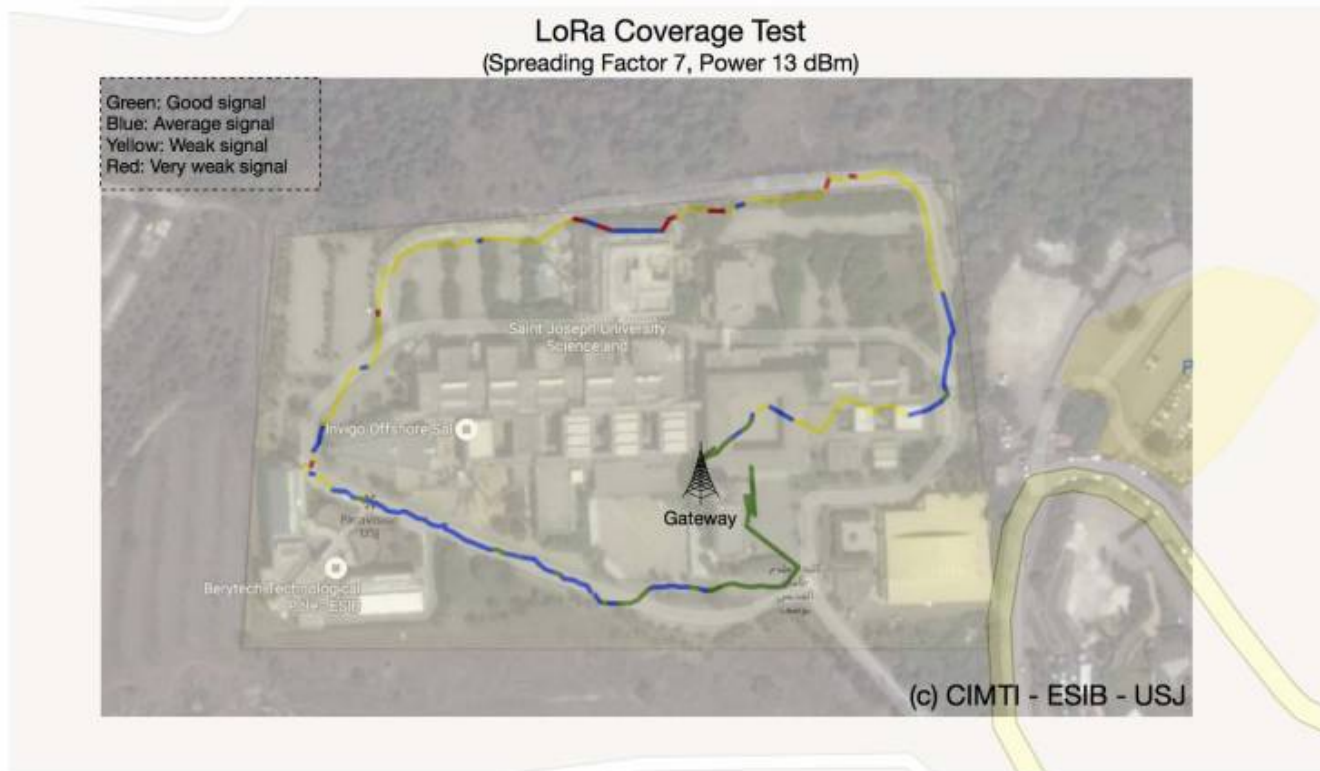 LoRa Coverage Test
(Spreading Factor 7, Power 13 dBm)
Green: Good signal
Blue: Average signal
Yellow: Weak signal
Red: Very weak signal
Saint Joseph University
Science and
Invigo Offshore Sal
Gateway
Berytech Technological
Pole, ESIB
القديس
يوسف
P
(c) CIMTI - ESIB - USJ